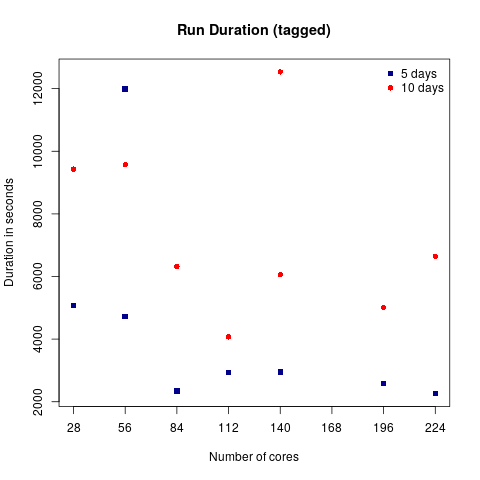 Run Duration (tagged)
5 days
10 days
12000
10000
8000
6000
4000
2000
Duration in seconds
28 56 84 112 140 168 196 224
Number of cores